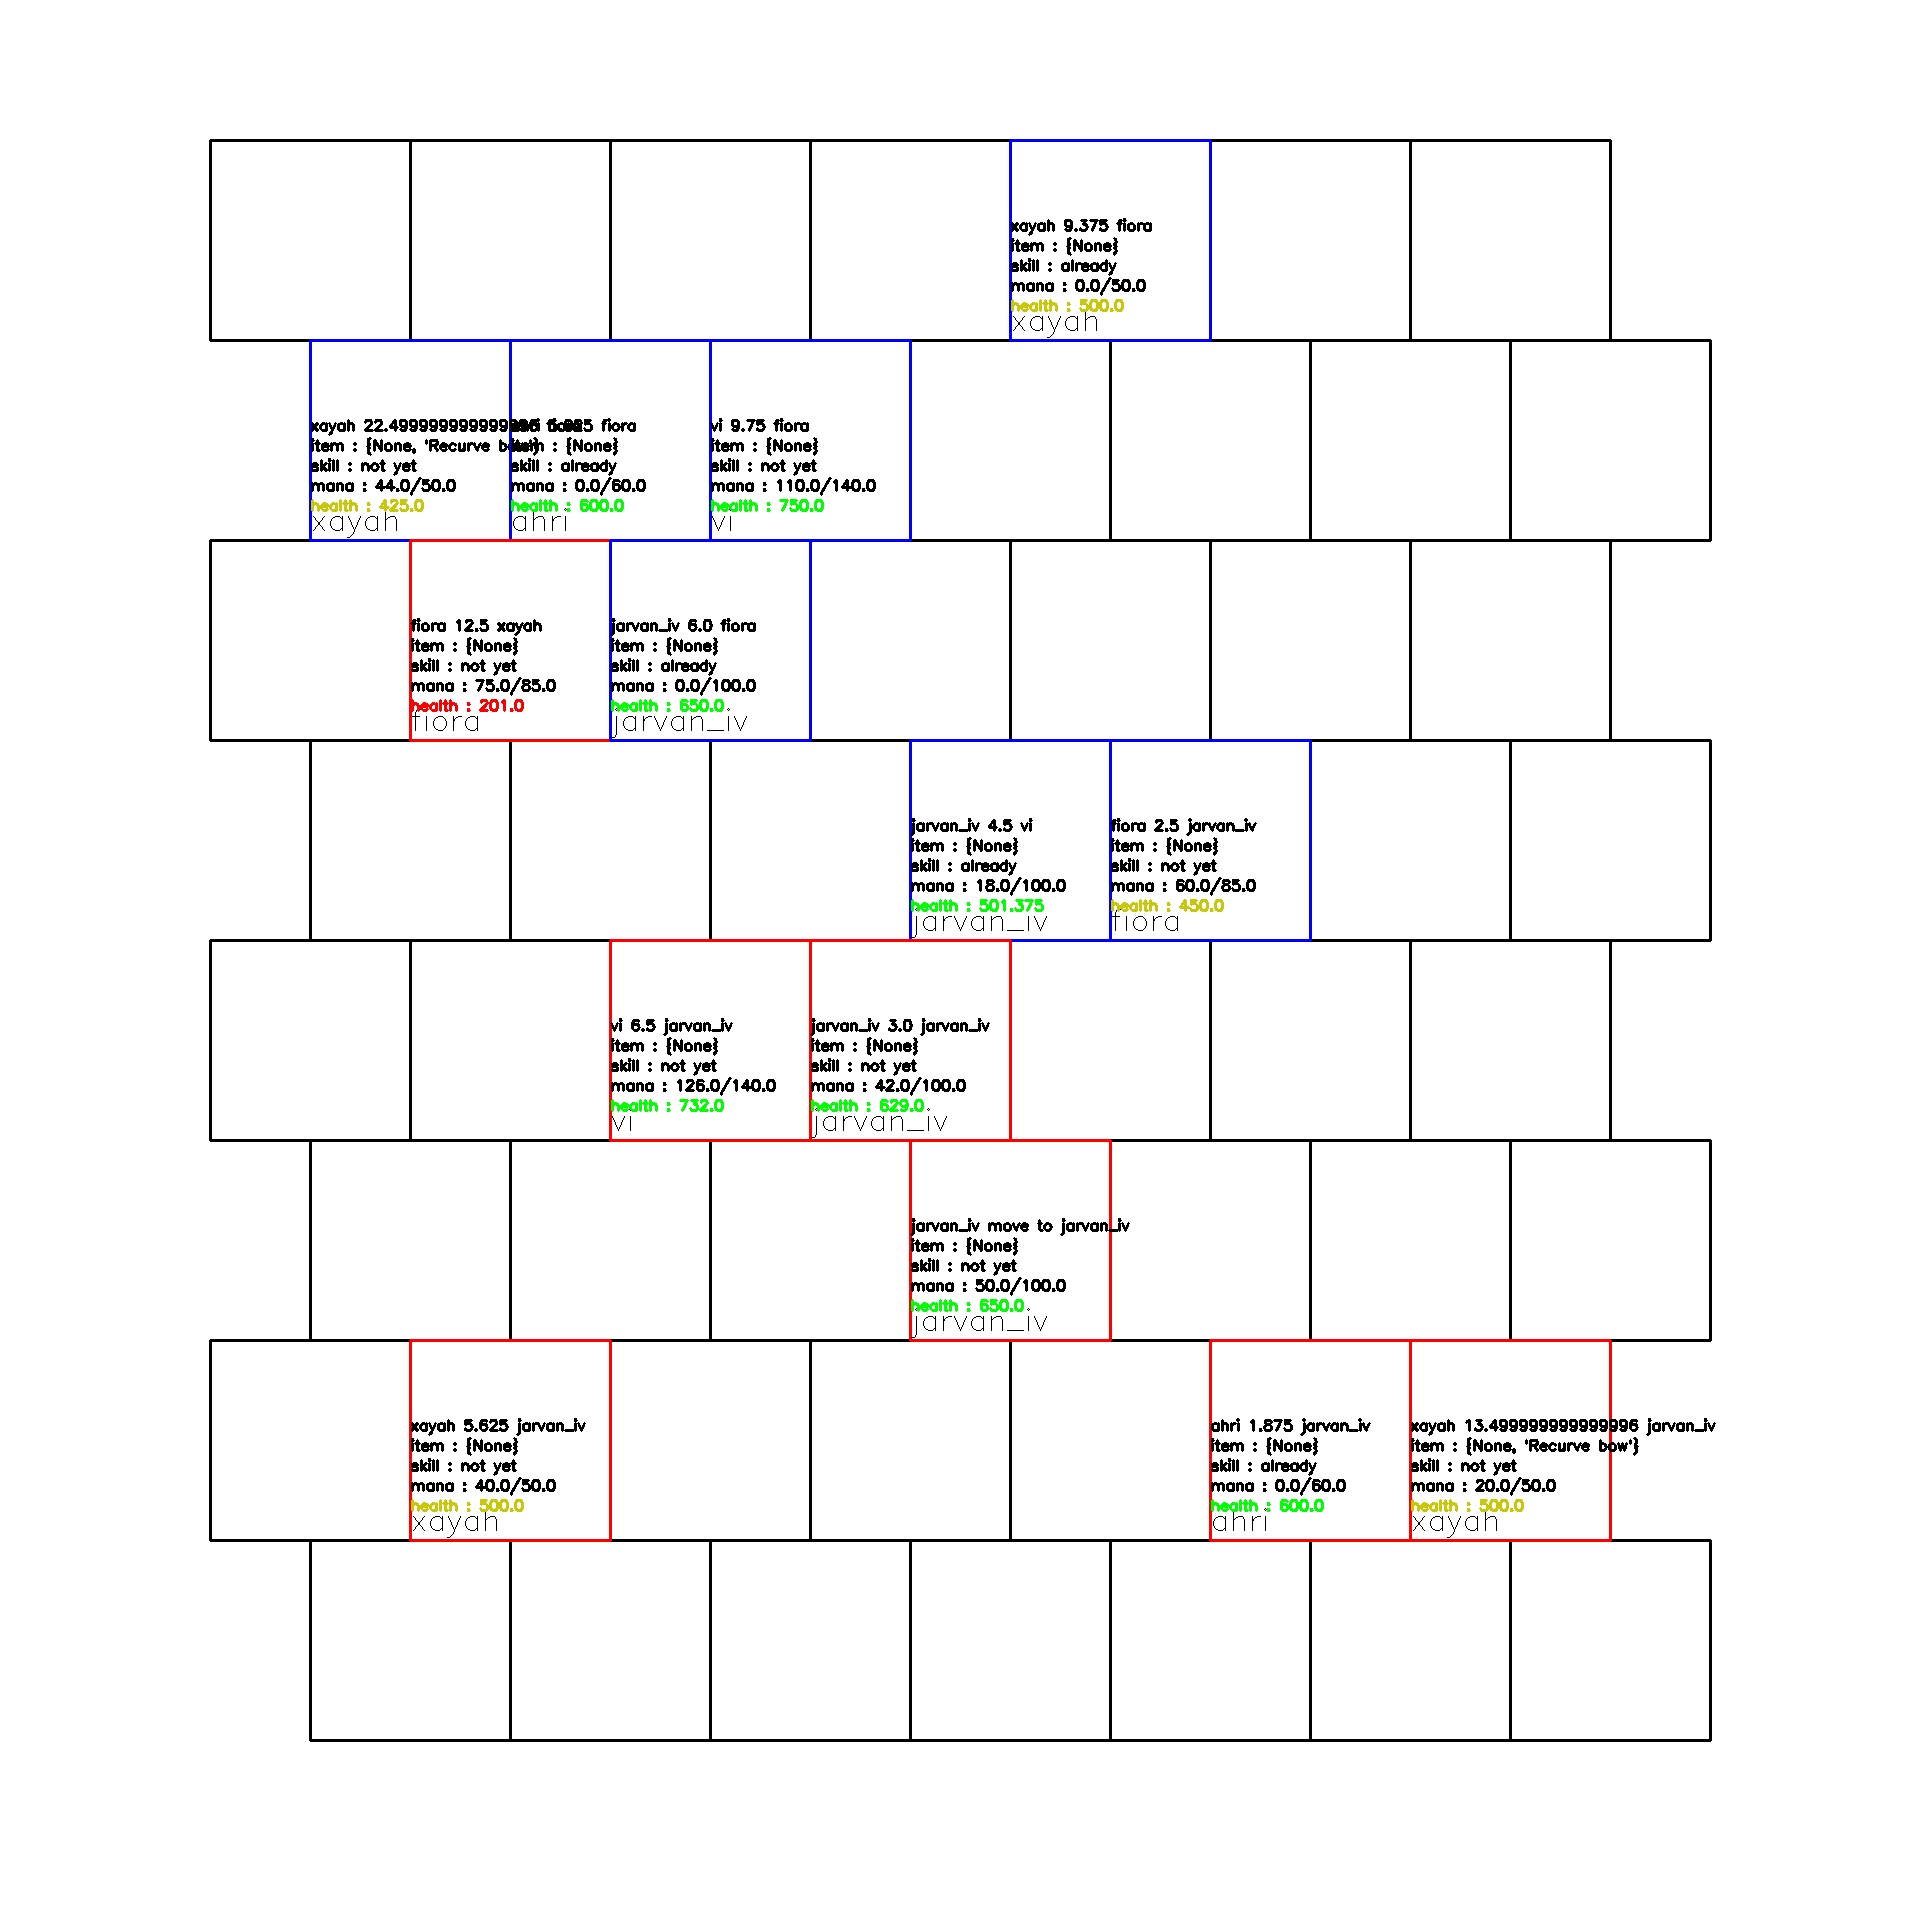 xayah 9.375 fiora
item : {None}
skill : already
mana : 0.0/50.0
health : 500.0
xayah
xayah 22.499999999999996 fiora
item : {None, 'Recurve bow'}
skill : not yet
mana : 44.0/50.0
health : 425.0
xayah
fiora
item : {None}
skill : already
mana : 0.0/60.0
health : 600.0
ahri
vi 9.75 fiora
item : {None}
skill : not yet
mana : 110.0/140.0
health : 750.0
vi
fiora 12.5 xayah
item : {None}
skill : not yet
mana : 75.0/85.0
health : 201.0
fiora
jarvan_iv 6.0 fiora
item : {None}
skill : already
mana : 0.0/100.0
health : 650.0
jarvan_iv
jarvan_iv 4.5 vi
item : {None}
skill : already
mana : 18.0/100.0
health : 501.375
jarvan_iv
fiora 2.5 jarvan_iv
item : {None}
skill : not yet
mana : 60.0/85.0
health : 450.0
fiora
vi 6.5 jarvan_iv
item : {None}
skill : not yet
mana : 126.0/140.0
health : 732.0
vi
jarvan_iv 3.0 jarvan_iv
item : {None}
skill : not yet
mana : 42.0/100.0
health : 629.0
jarvan_iv
jarvan_iv move to jarvan_iv
item : {None}
skill : not yet
mana : 50.0/100.0
health : 650.0
jarvan_iv
xayah 5.625 jarvan_iv
item : {None}
skill : not yet
mana : 40.0/50.0
health : 500.0
xayah
ahri 1.875 jarvan_iv
item : {None}
skill : already
mana : 0.0/60.0
health : 600.0
ahri
xayah 13.499999999999996 jarvan_iv
item : {None, 'Recurve bow'}
skill : not yet
mana : 20.0/50.0
health : 500.0
xayah